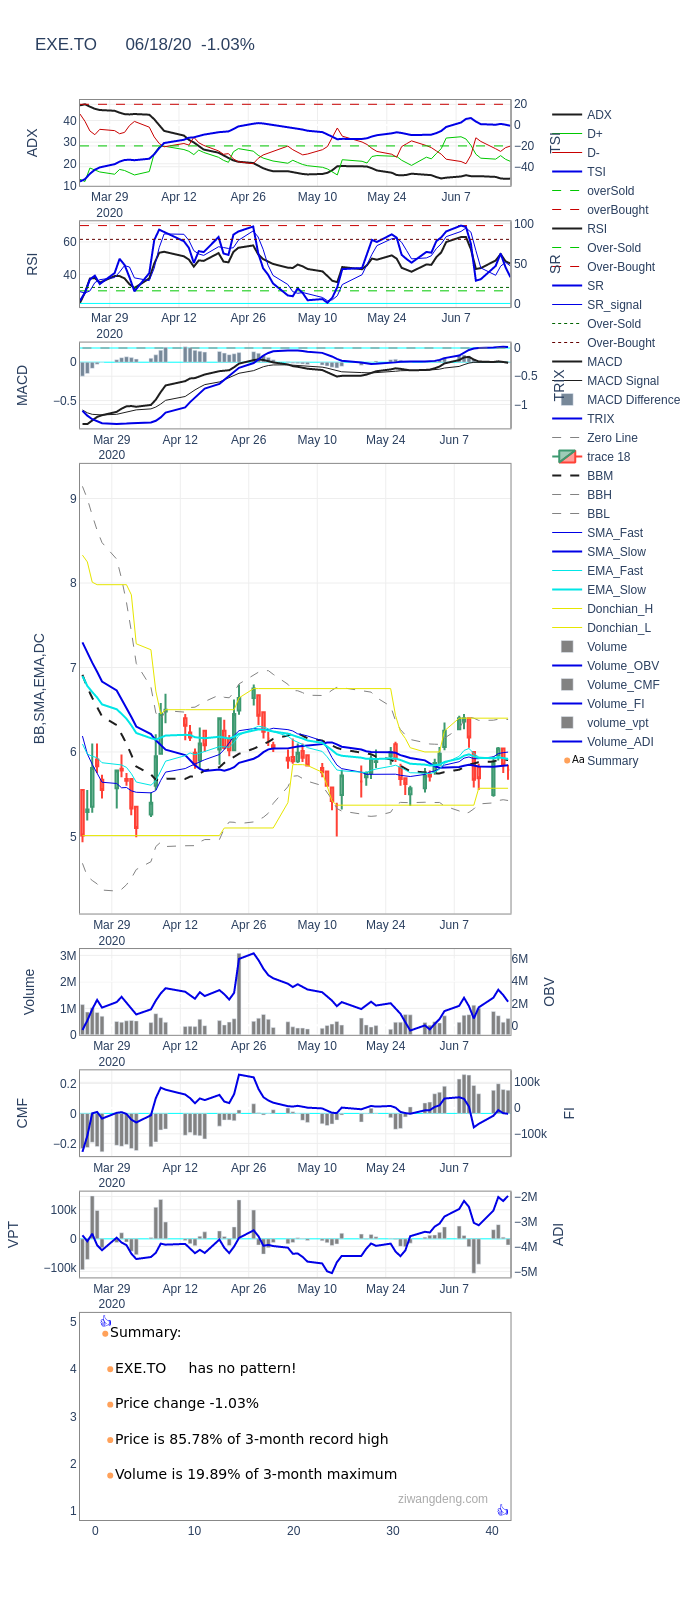 EXE.TO 06/18/20 -1.03%
ADX
40
30
20
10
20
0
−20
−40
TSI
Mar 29
2020
Apr 12
Apr 26
May 10
May 24
Jun 7
RSI
60
40
100
50
0
SR
Mar 29
2020
Apr 12
Apr 26
May 10
May 24
Jun 7
MACD
0
−0.5
0
−0.5
−1
TRIX
Mar 29
2020
Apr 12
Apr 26
May 10
May 24
Jun 7
ADX
D+
D-
TSI
overSold
overBought
RSI
Over-Sold
Over-Bought
SR
SR_signal
Over-Sold
Over-Bought
MACD
MACD Signal
MACD Difference
TRIX
Zero Line
trace 18
BBM
BBH
BBL
SMA_Fast
SMA_Slow
EMA_Fast
EMA_Slow
Donchian_H
Donchian_L
Volume
Volume_OBV
Volume_CMF
Volume_FI
volume_vpt
Volume_ADI
Aa Summary
BB,SMA,EMA,DC
9
8
7
6
5
Mar 29
2020
Apr 12
Apr 26
May 10
May 24
Jun 7
Volume
3M
2M
1M
0
6M
4M
2M
0
OBV
Mar 29
2020
Apr 12
Apr 26
May 10
May 24
Jun 7
CMF
0.2
0
−0.2
100k
0
−100k
FI
Mar 29
2020
Apr 12
Apr 26
May 10
May 24
Jun 7
VPT
100k
0
−100k
−2M
−3M
−4M
−5M
ADI
Mar 29
2020
Apr 12
Apr 26
May 10
May 24
Jun 7
5
4
3
2
1
👍
Summary:
EXE.TO has no pattern!
Price change -1.03%
Price is 85.78% of 3-month record high
Volume is 19.89% of 3-month maximum
ziwangdeng.com
👍
0
10
20
30
40